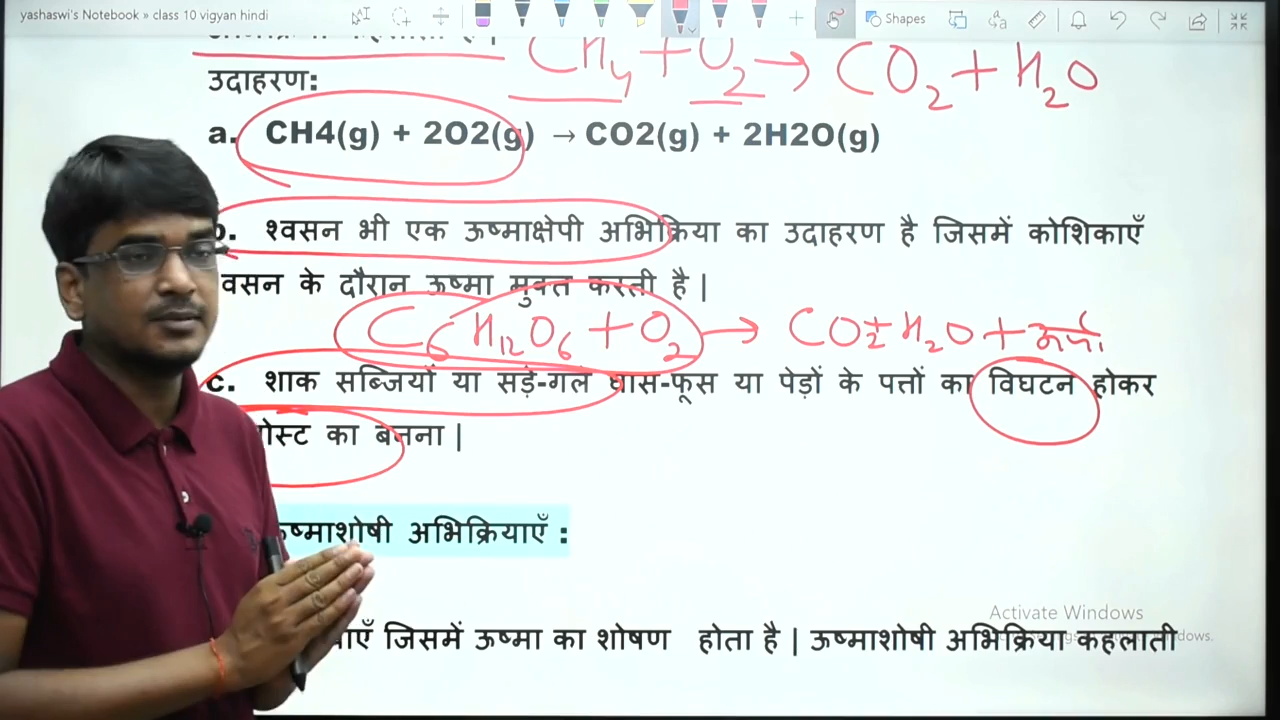 yashaswi's Notebook » class 10 vigyan hindi
Shapes
CH4 + O2 → CO2 + H2O
उदाहरण:
a. CH4(g) + 2O2(g) → CO2(g) + 2H2O(g)
b. श्वसन भी एक ऊष्माक्षेपी अभिक्रिया का उदाहरण है जिसमें कोशिकाएँ
वसन के दौरान ऊष्मा मुक्त करती है |
C6H12O6 + O2 → CO2 + H2O + ऊर्जा
c. शाक सब्जियों या सड़े-गले घास-फूस या पेड़ों के पत्तों का विघटन होकर
ोस्ट का बनना |
ऊष्माशोषी अभिक्रियाएँ :
Activate Windows
जिसमें ऊष्मा का शोषण होता है | ऊष्माशोषी अभिक्रिया कहलाती